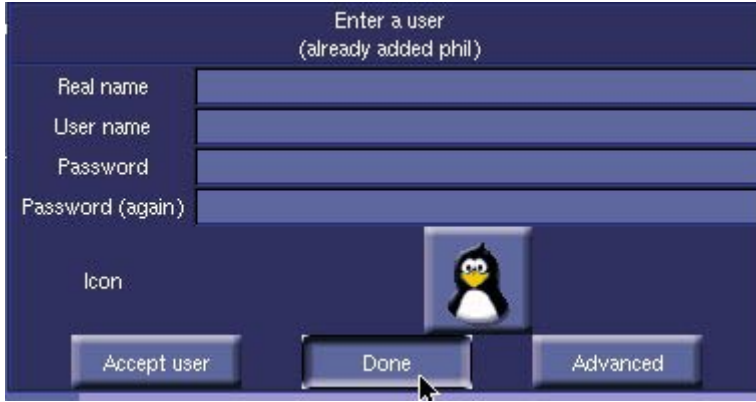 Enter a user
(already added phil)
Real name
User name
Password
Password (again)
Icon
Accept user
Done
Advanced